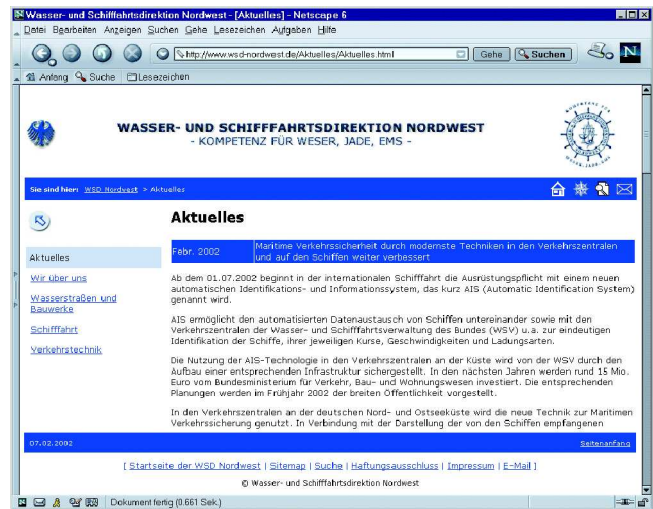 Wasser- und Schifffahrtsdirektion Nordwest - [Aktuelles] - Netscape 6
Datei Bearbeiten Anzeigen Suchen Gehe Lesezeichen Aufgaben Hilfe
http://www.wsd-nordwest.de/Aktuelles/Aktuelles.html Gehe Suchen N
Anfang Suche Lesezeichen
WASSER- UND SCHIFFFAHRTSDIREKTION NORDWEST
- KOMPETENZ FÜR WESER, JADE, EMS -
Sie sind hier: WSD Nordwest > Aktuelles
Aktuelles
Febr. 2002
Maritime Verkehrssicherheit durch modernste Techniken in den Verkehrszentralen
und auf den Schiffen weiter verbessert
Aktuelles
Wir über uns
Wasserstraßen und
Bauwerke
Schifffahrt
Verkehrstechnik
Ab dem 01.07.2002 beginnt in der internationalen Schifffahrt die Ausrüstungspflicht mit einem neuen
automatischen Identifikations- und Informationssystem, das kurz AIS (Automatic Identification System)
genannt wird.
AIS ermöglicht den automatisierten Datenaustausch von Schiffen untereinander sowie mit den
Verkehrszentralen der Wasser- und Schifffahrtsverwaltung des Bundes (WSV) u.a. zur eindeutigen
Identifikation der Schiffe, ihrer jeweiligen Kurse, Geschwindigkeiten und Ladungsarten.
Die Nutzung der AIS-Technologie in den Verkehrszentralen an der Küste wird von der WSV durch den
Aufbau einer entsprechenden Infrastruktur sichergestellt. In den nächsten Jahren werden rund 15 Mio.
Euro vom Bundesministerium für Verkehr, Bau- und Wohnungswesen investiert. Die entsprechenden
Planungen werden im Frühjahr 2002 der breiten Öffentlichkeit vorgestellt.
In den Verkehrszentralen an der deutschen Nord- und Ostseeküste wird die neue Technik zur Maritimen
Verkehrssicherung genutzt. In Verbindung mit der Darstellung der von den Schiffen empfangenen
07.02.2002 Seitenanfang
[ Startseite der WSD Nordwest | Sitemap | Suche | Haftungsausschluss | Impressum | E-Mail ]
© Wasser- und Schifffahrtsdirektion Nordwest
Dokument fertig (0.661 Sek.)